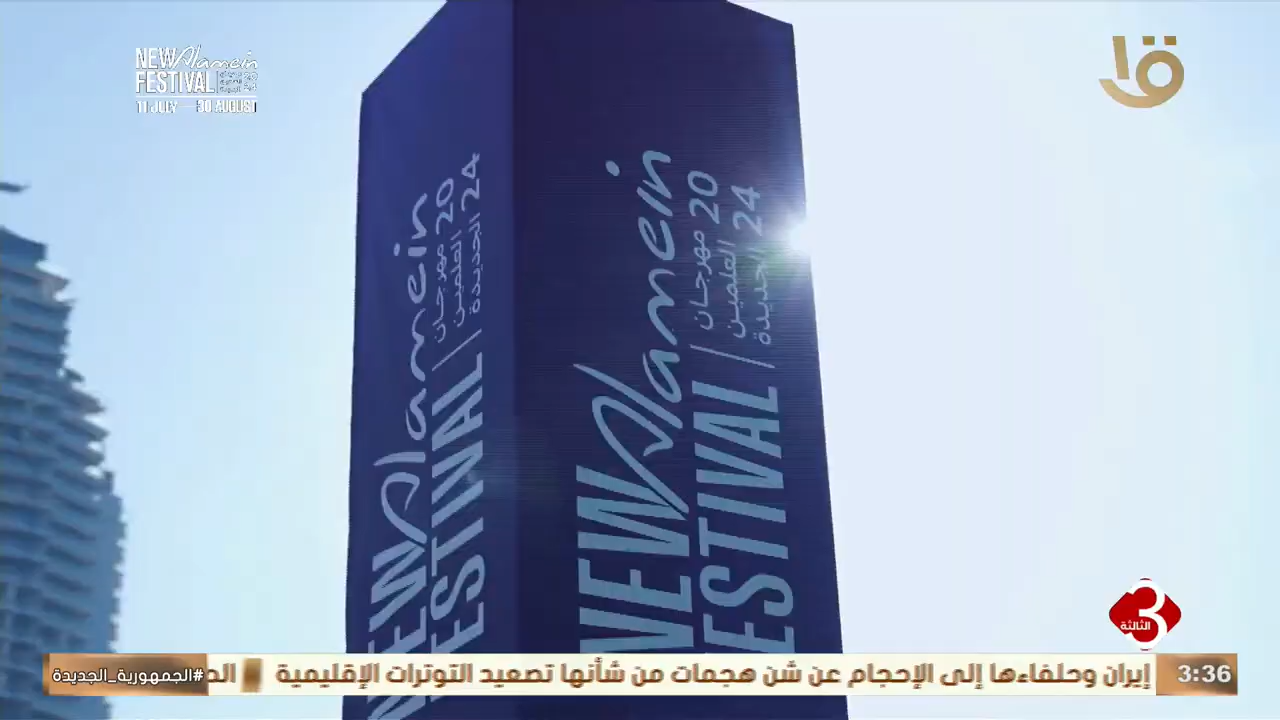 NEW Alamein
FESTIVAL
11 JULY — 30 AUGUST
NEW Alamein
FESTIVAL
مهرجان 20
العلمين
الجديدة 24
NEW Alamein
FESTIVAL
مهرجان 20
العلمين
الجديدة 24
3
الثالثة
3:36
إيران وحلفاءها إلى الإحجام عن شن هجمات من شأنها تصعيد التوترات الإقليمية
#الجمهورية_الجديدة